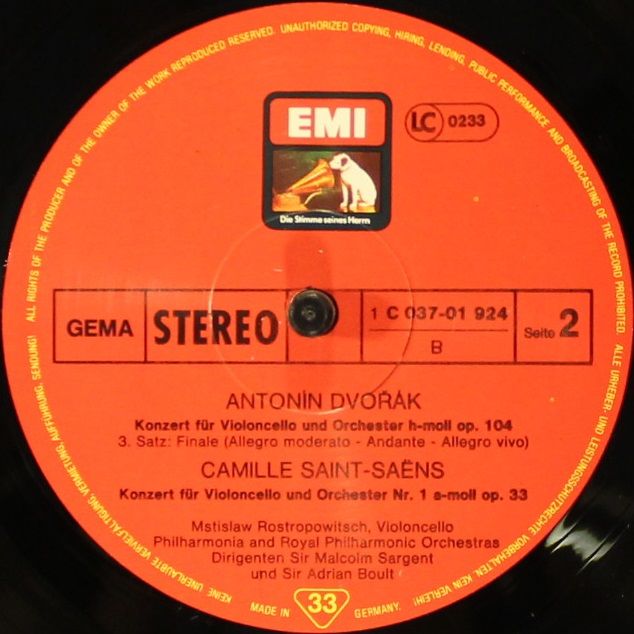 ALL RIGHTS OF THE PRODUCER AND OF THE OWNER OF THE WORK REPRODUCED RESERVED. UNAUTHORIZED COPYING, HIRING, LENDING, PUBLIC PERFORMANCE AND BROADCASTING OF THE RECORD PROHIBITED.
ALLE URHEBER- UND LEISTUNGSSCHUTZRECHTE VORBEHALTEN. KEIN VERLEIH!
KEINE UNERLAUBTE VERVIELFÄLTIGUNG, VERMIETUNG, AUFFÜHRUNG, SENDUNG!
EMI
LC 0233
Die Stimme seines Herrn
GEMA STEREO 1 C 037-01 924 Seite 2
B
ANTONÍN DVOŘÁK
Konzert für Violoncello und Orchester h-moll op. 104
3. Satz: Finale (Allegro moderato - Andante - Allegro vivo)
CAMILLE SAINT-SAËNS
Konzert für Violoncello und Orchester Nr. 1 a-moll op. 33
Mstislaw Rostropowitsch, Violoncello
Philharmonia and Royal Philharmonic Orchestras
Dirigenten Sir Malcolm Sargent
und Sir Adrian Boult
MADE IN 33 GERMANY.